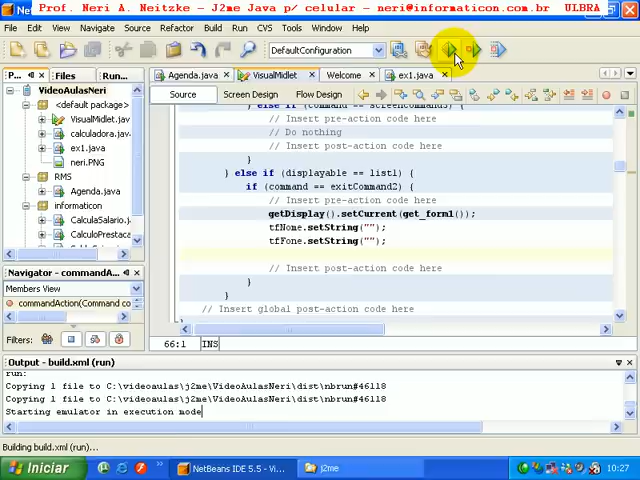 Prof. Neri A. Neitzke - J2me Java p/ celular - neri@informaticon.com.br   ULBRA
File Edit View Navigate Source Refactor Build Run CVS Tools Window Help
DefaultConfiguration
P... Files Run...
Agenda.java VisualMidlet Welcome ex1.java
Source Screen Design Flow Design
VideoAulasNeri
<default package>
VisualMidlet.jav
calculadora.java
ex1.java
neri.PNG
RMS
Agenda.java
informaticon
CalculaSalario.j
CalculoPrestaca
// Insert pre-action code here
// Do nothing
// Insert post-action code here
}
} else if (displayable == list1) {
if (command == exitCommand2) {
// Insert pre-action code here
getDisplay().setCurrent(get_form1());
tfNome.setString("");
tfFone.setString("");
// Insert post-action code here
}
}
// Insert global post-action code here
Navigator - commandA...
Members View
commandAction(Command co
Filters:
66:1 INS
Output - build.xml (run)
run:
Copying 1 file to C:\videoaulas\j2me\VideoAulasNeri\dist\nbrun#46118
Copying 1 file to C:\videoaulas\j2me\VideoAulasNeri\dist\nbrun#46118
Starting emulator in execution mode
Building build.xml (run)...
Iniciar NetBeans IDE 5.5 - Vi... j2me 10:27